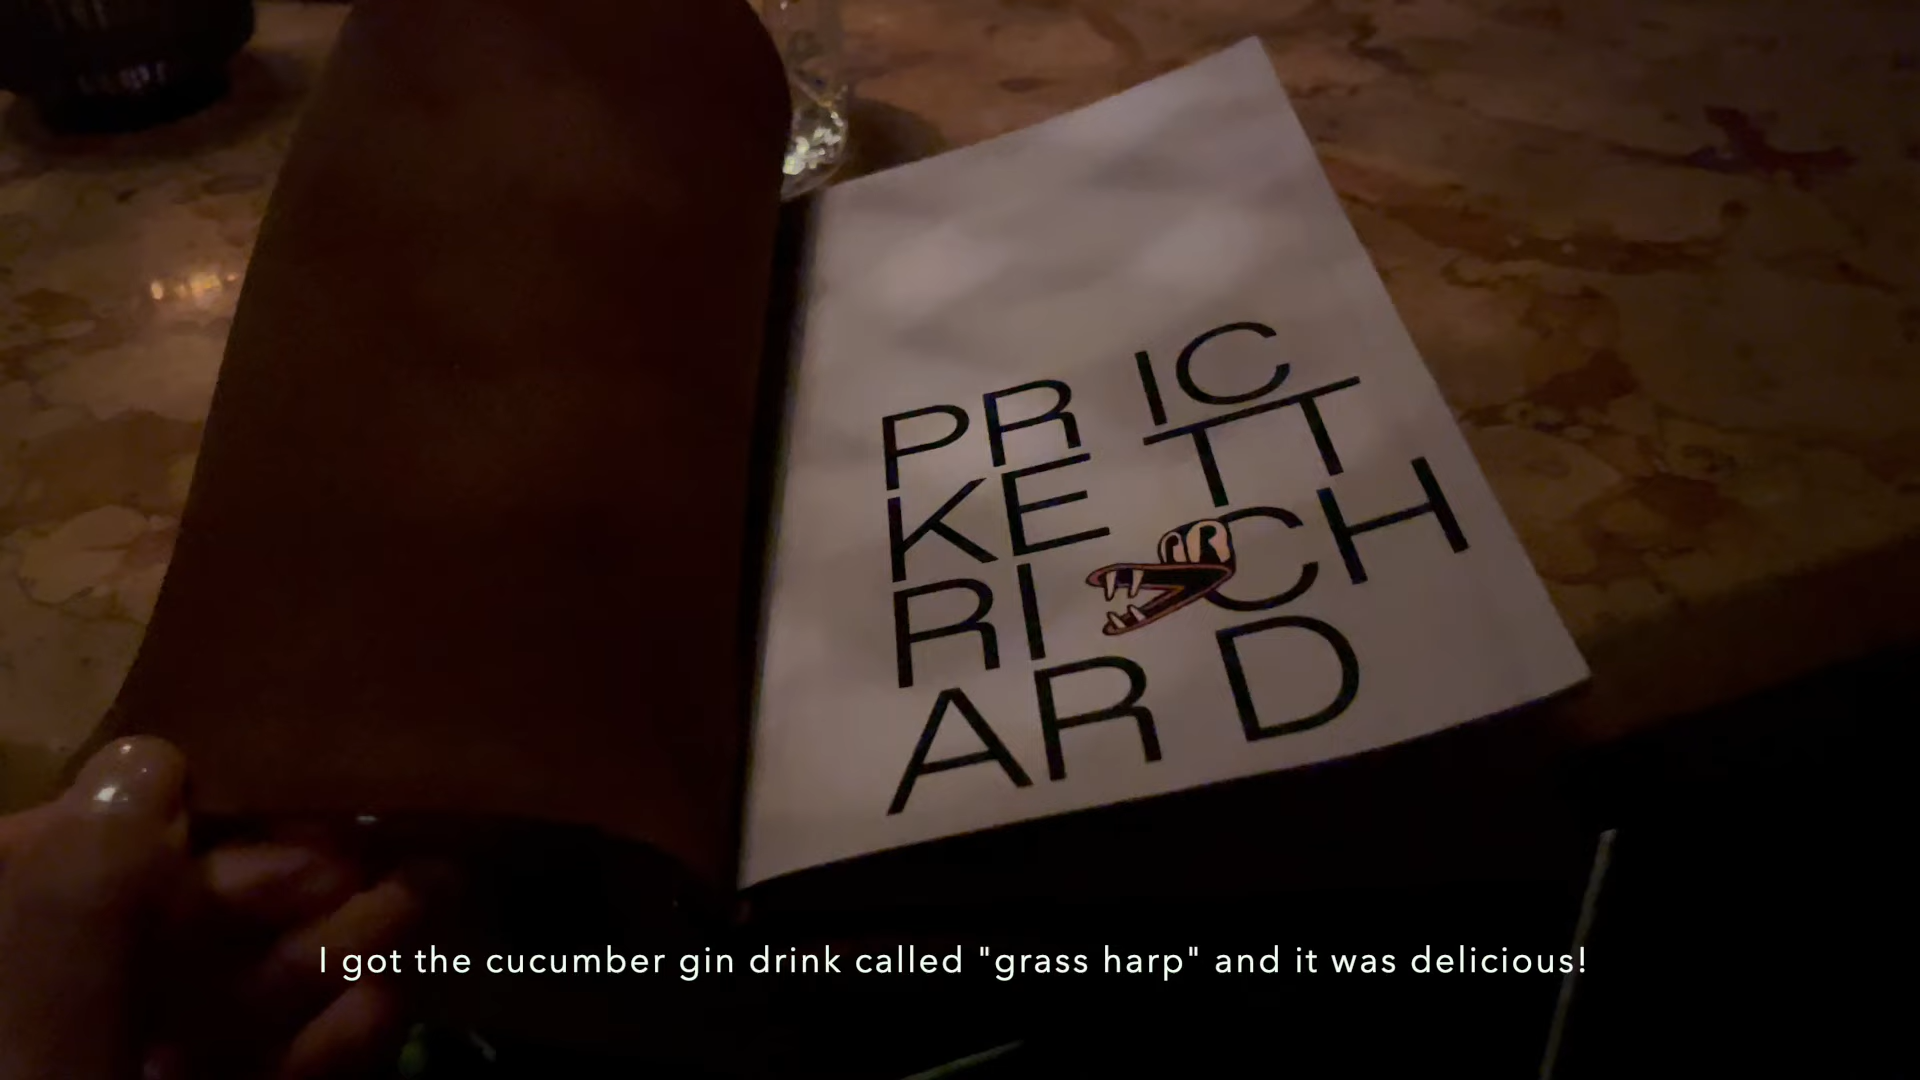 PR IC
KE TT
RI CH
AR D
PR
I got the cucumber gin drink called "grass harp" and it was delicious!